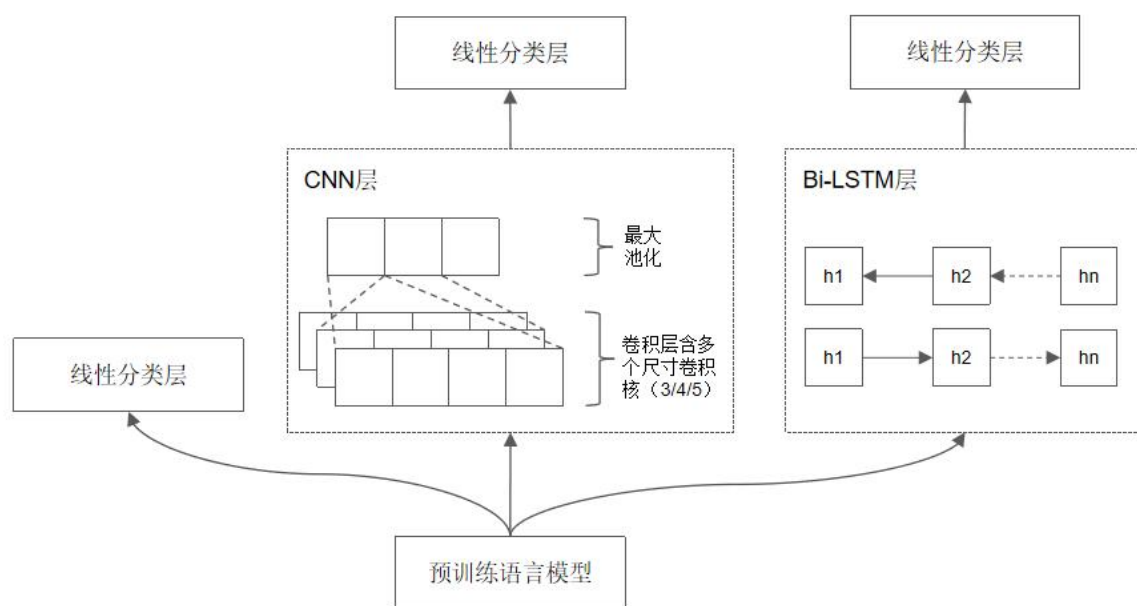 线性分类层
线性分类层
CNN层
最大
池化
卷积层含多
个尺寸卷积
核（3/4/5）
Bi-LSTM层
h1
h2
hn
h1
h2
hn
线性分类层
预训练语言模型